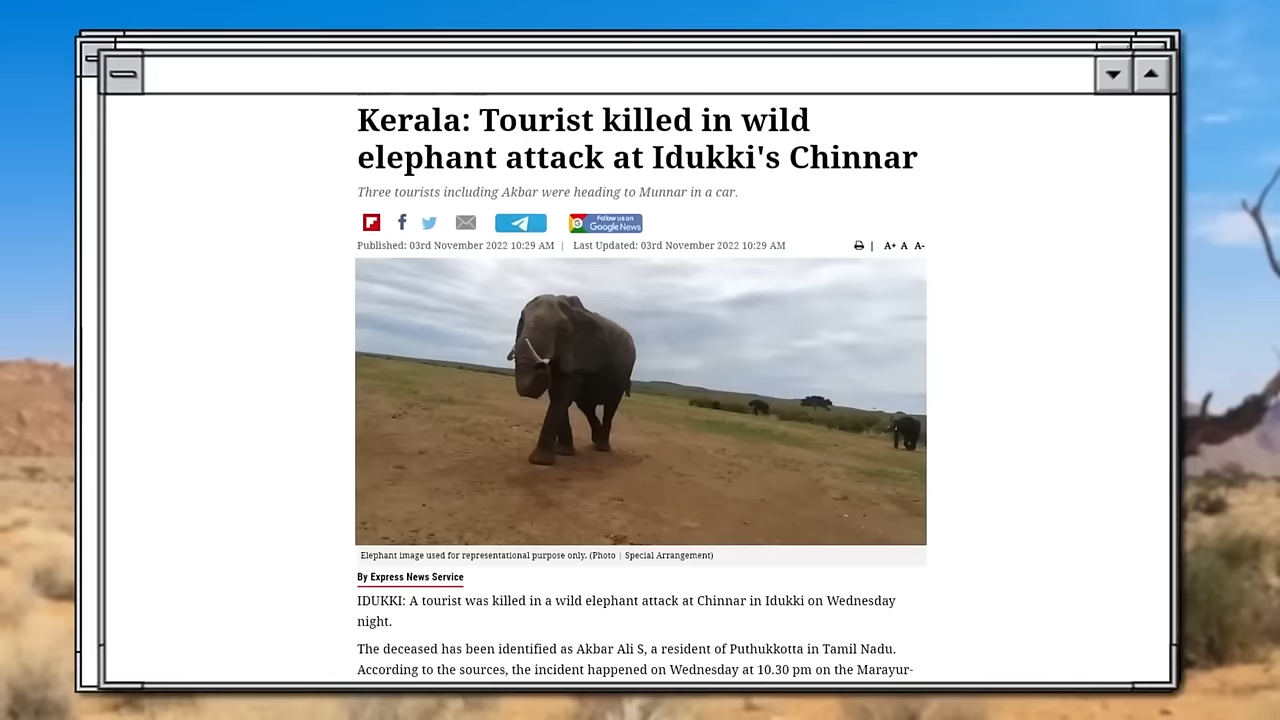 Kerala: Tourist killed in wild
elephant attack at Idukki's Chinnar
Three tourists including Akbar were heading to Munnar in a car.
Follow us on
Google News
Published: 03rd November 2022 10:29 AM | Last Updated: 03rd November 2022 10:29 AM | A+ A A-
Elephant image used for representational purpose only. (Photo | Special Arrangement)
By Express News Service
IDUKKI: A tourist was killed in a wild elephant attack at Chinnar in Idukki on Wednesday
night.
The deceased has been identified as Akbar Ali S, a resident of Puthukkotta in Tamil Nadu.
According to the sources, the incident happened on Wednesday at 10.30 pm on the Marayur-